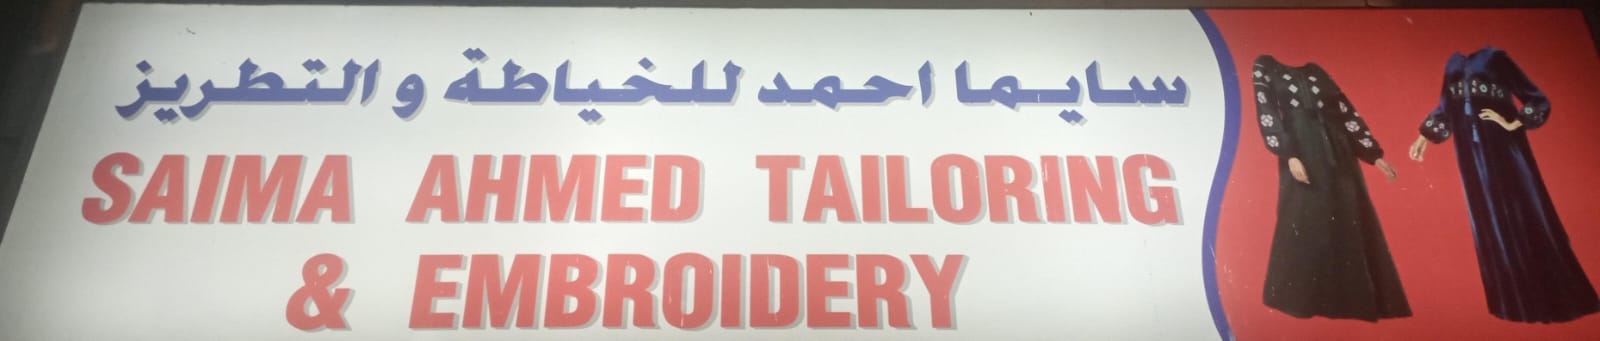 سايما احمد للخياطة و التطريز
SAIMA AHMED TAILORING
& EMBROIDERY